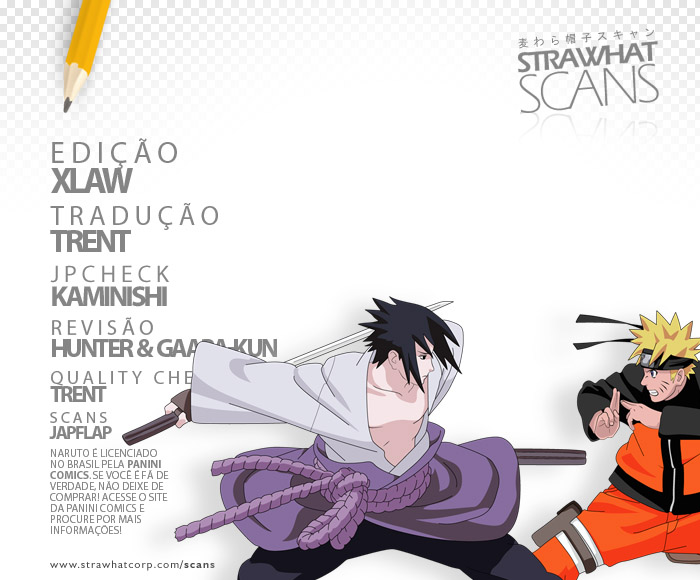 麦わら帽子スキャン
STRAWHAT
SCANS
EDIÇÃO
XLAW
TRADUÇÃO
TRENT
JPCHECK
KAMINISHI
REVISÃO
HUNTER & GAARA-KUN
QUALITY CHE
TRENT
SCANS
JAPFLAP
NARUTO É LICENCIADO
NO BRASIL PELA PANINI
COMICS. SE VOCÊ É FÃ DE
VERDADE, NÃO DEIXE DE
COMPRAR! ACESSE O SITE
DA PANINI COMICS E
PROCURE POR MAIS
INFORMAÇÕES!
www.strawhatcorp.com/scans